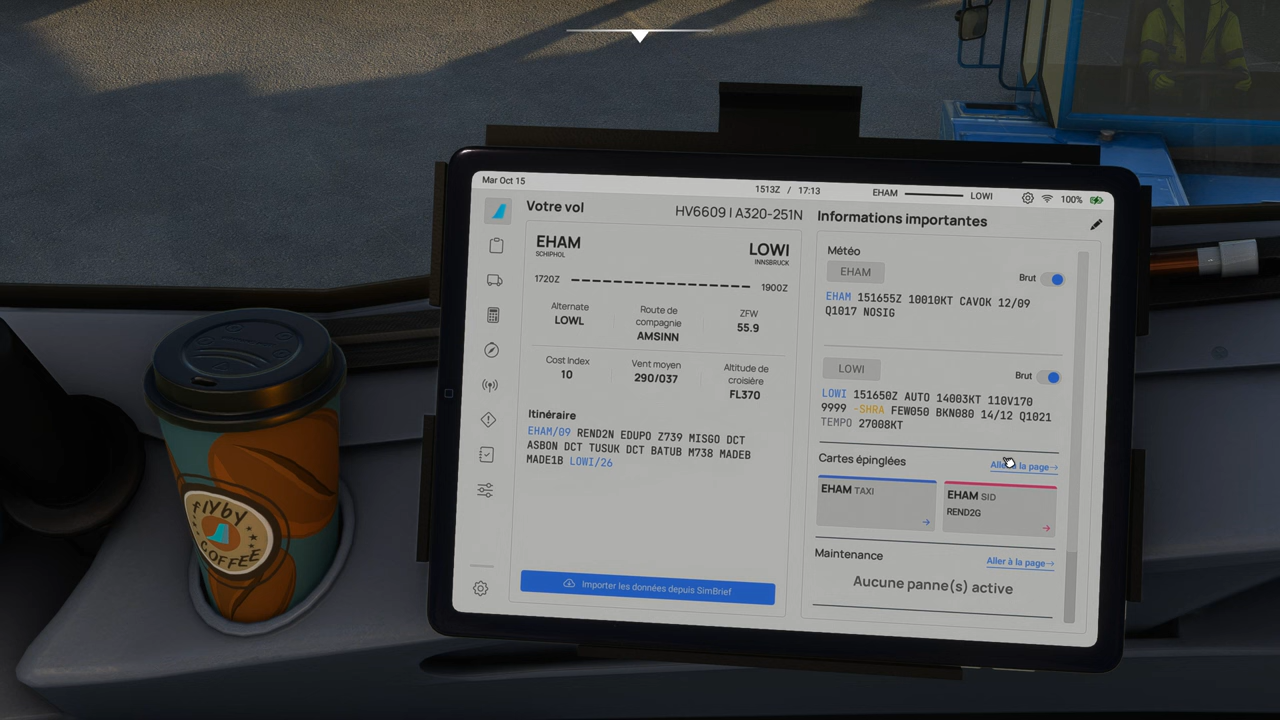 Mar Oct 15
1513Z / 17:13
EHAM
LOWI
100%
Votre vol
HV6609 | A320-251N
EHAM
SCHIPHOL
LOWI
INNSBRUCK
1720Z
1900Z
Alternate
LOWL
Route de
compagnie
AMSINN
ZFW
55.9
Cost Index
10
Vent moyen
290/037
Altitude de
croisière
FL370
Itinéraire
EHAM/09 REND2N EDUPO Z739 MISGO DCT
ASBON DCT TUSUK DCT BATUB M738 MADEB
MADE1B LOWI/26
Importer les données depuis SimBrief
Informations importantes
Météo
EHAM
Brut
EHAM 151655Z 10010KT CAVOK 12/09
Q1017 NOSIG
LOWI
Brut
LOWI 151650Z AUTO 14003KT 110V170
9999 -SHRA FEW050 BKN080 14/12 Q1021
TEMPO 27008KT
Cartes épinglées
Aller à la page→
EHAM TAXI
→
EHAM SID
REND2G
→
Maintenance
Aller à la page→
Aucune panne(s) active
flyby
COFFEE